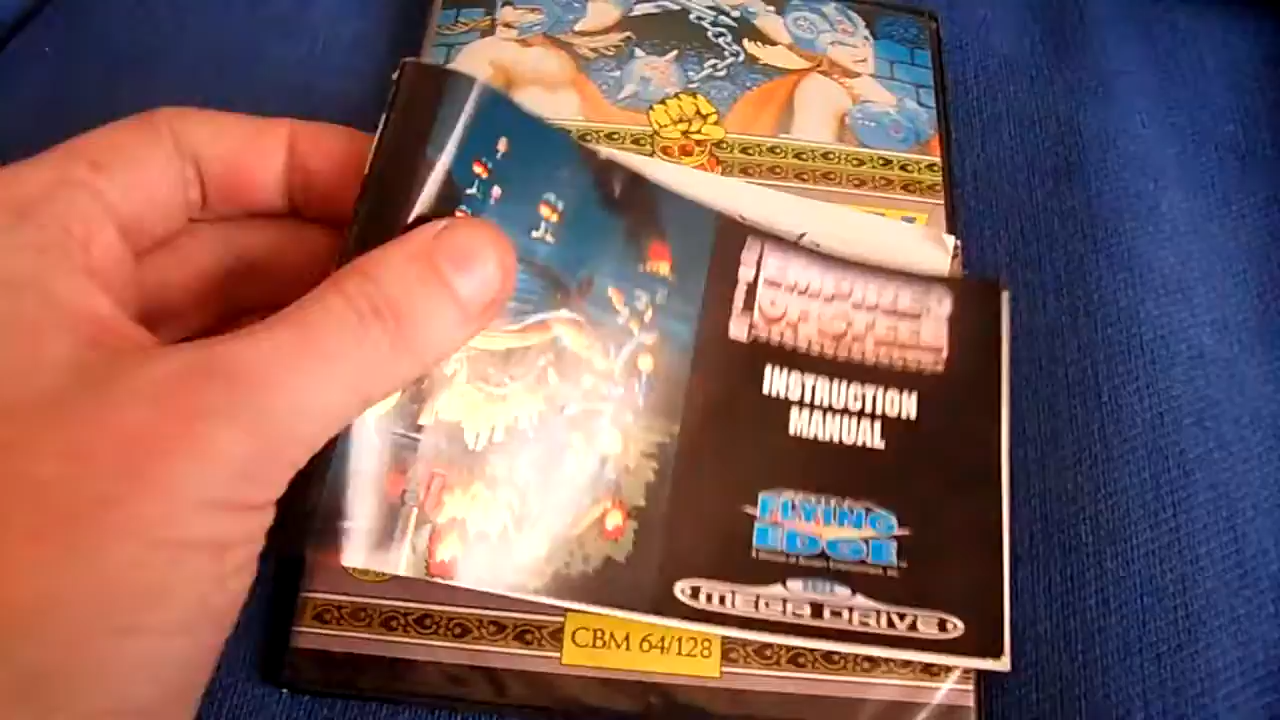 EMPIRE OF STEEL
INSTRUCTION
MANUAL
FLYING
EDGE
MEGA DRIVE
CBM 64/128